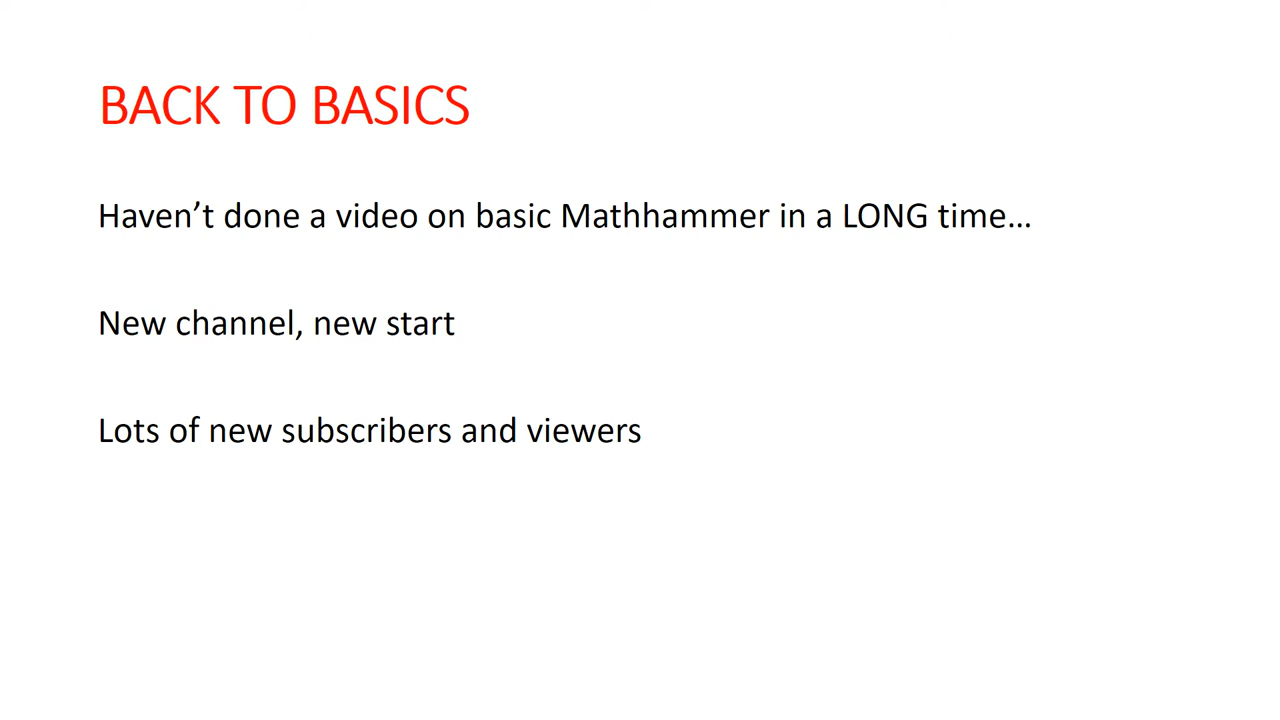 BACK TO BASICS
Haven’t done a video on basic Mathhammer in a LONG time…
New channel, new start
Lots of new subscribers and viewers